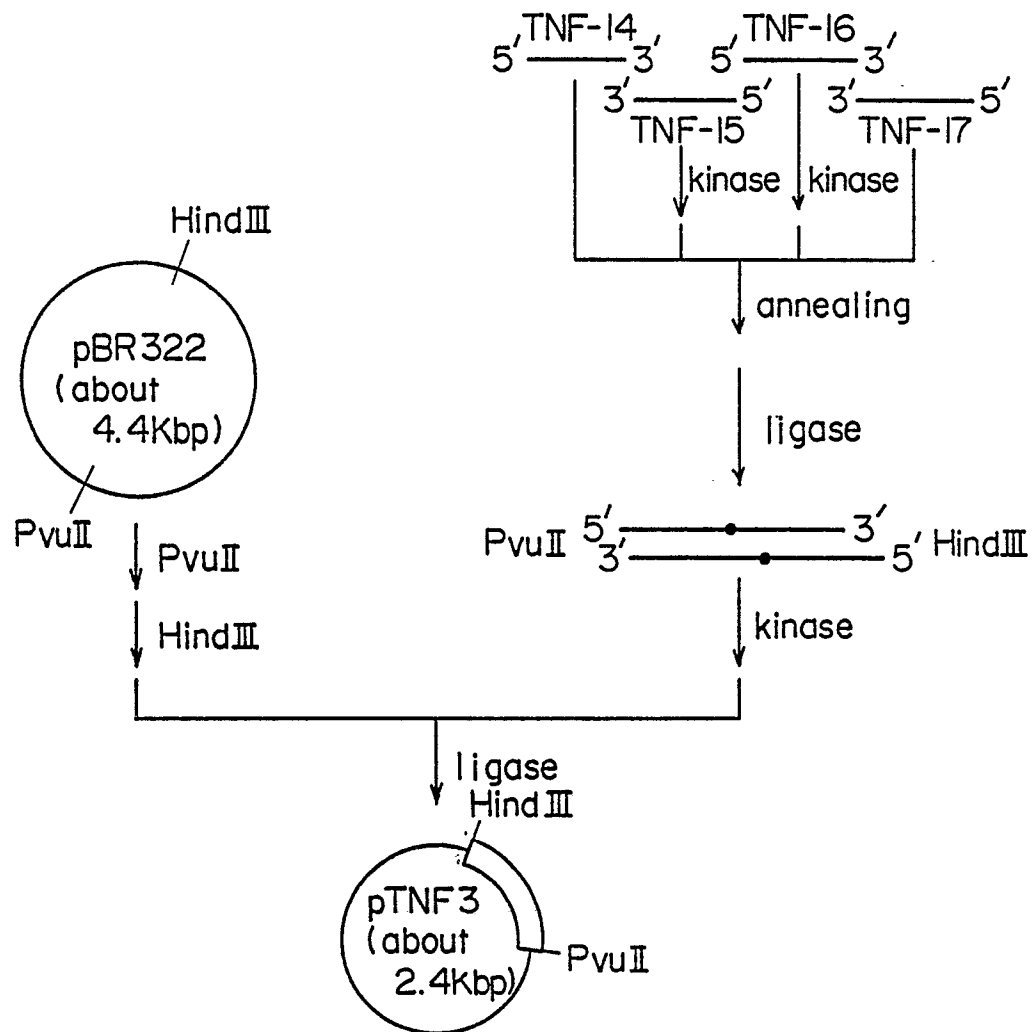 TNF-14 TNF-16
5′ 3′ 5′ 3′
3′ 5′ 3′ 5′
TNF-15 TNF-17
kinase kinase
annealing
ligase
HindⅢ
pBR322
(about
4.4Kbp)
PvuⅡ
PvuⅡ
HindⅢ
PvuⅡ 5′ 3′ HindⅢ
3′ 5′
kinase
ligase
HindⅢ
pTNF3
(about
2.4Kbp)
PvuⅡ